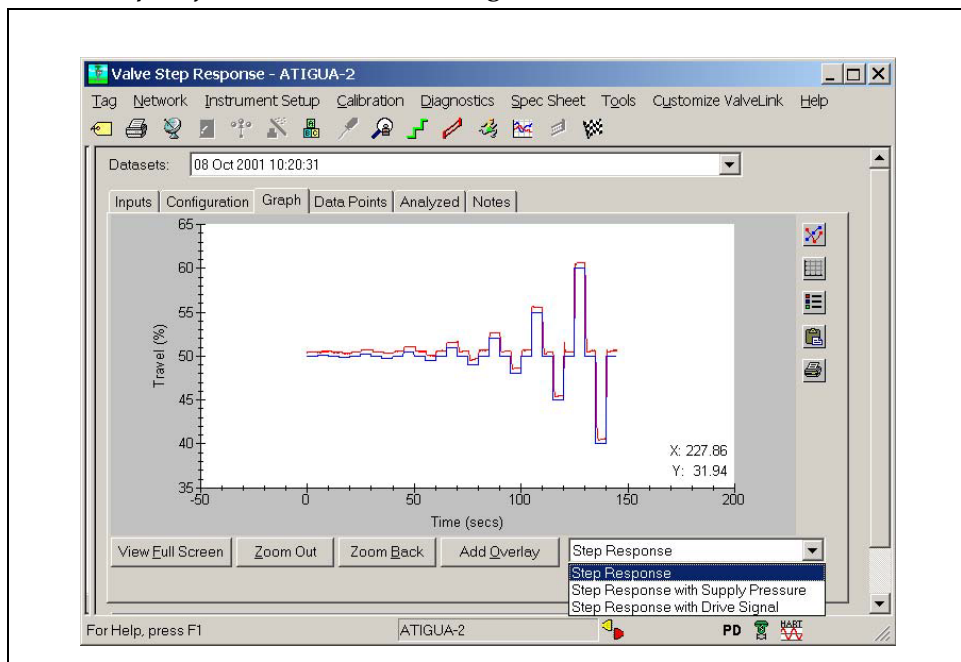 Valve Step Response - ATIGUA-2
Tag Network Instrument Setup Calibration Diagnostics Spec Sheet Tools Customize ValveLink Help
Datasets: 08 Oct 2001 10:20:31
Inputs Configuration Graph Data Points Analyzed Notes
65
60
55
50
45
40
35
Travel (%)
X: 227.86
Y: 31.94
-50 0 50 100 150 200
Time (secs)
View Full Screen Zoom Out Zoom Back Add Overlay Step Response
Step Response
Step Response with Supply Pressure
Step Response with Drive Signal
For Help, press F1 ATIGUA-2 PD HART